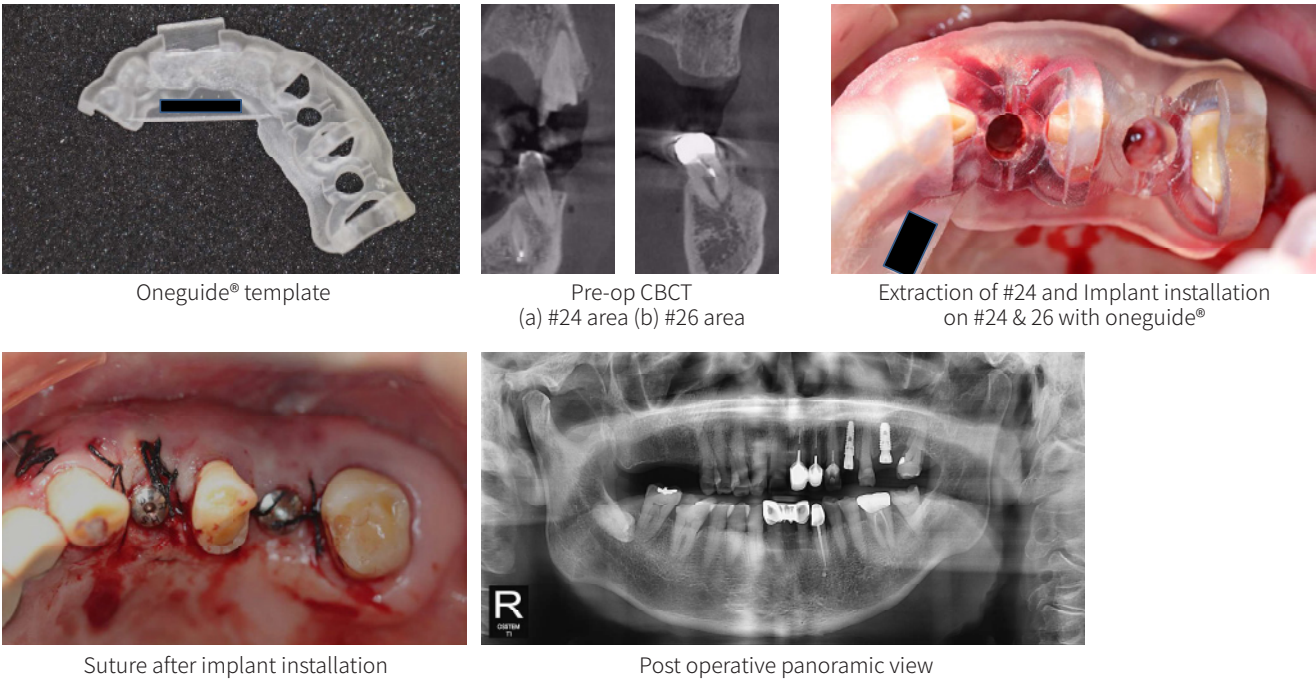 Oneguide® template
Pre-op CBCT
(a) #24 area (b) #26 area
Extraction of #24 and Implant installation
on #24 & 26 with oneguide®
Suture after implant installation
R
OSSTEM
T1
Post operative panoramic view